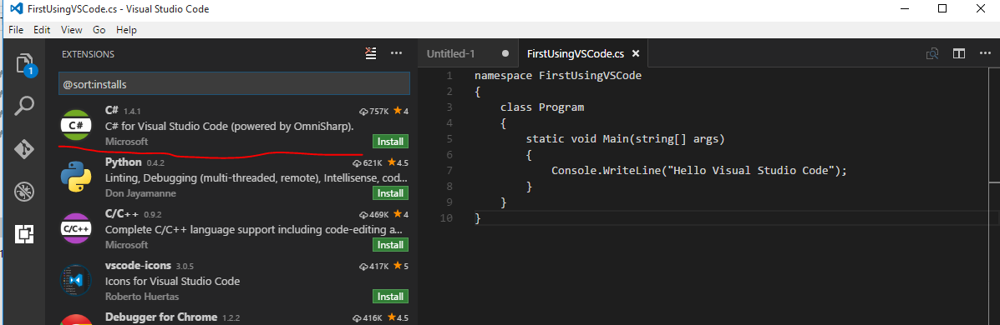 FirstUsingVSCode.cs - Visual Studio Code
File Edit View Go Help
EXTENSIONS
@sort:installs
C# 1.4.1 757K 4
C# for Visual Studio Code (powered by OmniSharp).
Microsoft Install
Python 0.4.2 621K 4.5
Linting, Debugging (multi-threaded, remote), Intellisense, cod...
Don Jayamanne Install
C/C++ 0.9.2 469K 4
Complete C/C++ language support including code-editing a...
Microsoft Install
vscode-icons 3.0.5 417K 5
Icons for Visual Studio Code
Roberto Huertas Install
Debugger for Chrome 1.2.2 416K 4.5
1
C#
C/C++
Untitled-1 FirstUsingVSCode.cs
1 namespace FirstUsingVSCode
2 {
3 class Program
4 {
5 static void Main(string[] args)
6 {
7 Console.WriteLine("Hello Visual Studio Code");
8 }
9 }
10 }